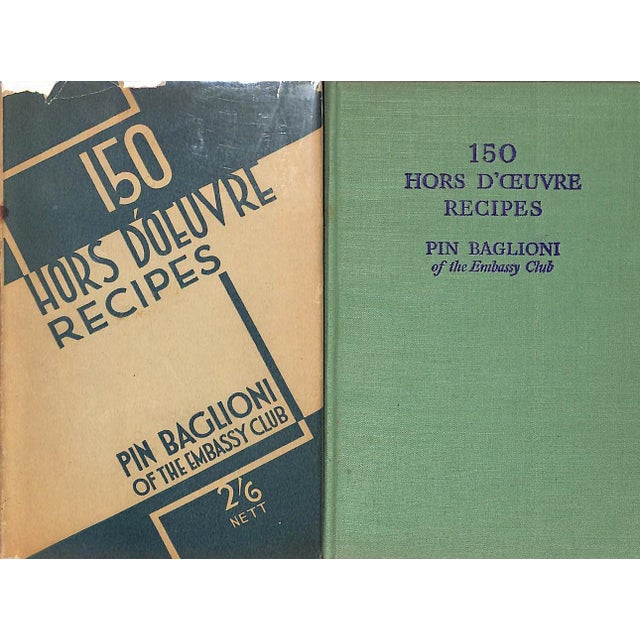 150
HORS D'OEUVRE
RECIPES
PIN BAGLIONI
OF THE EMBASSY CLUB
2'/6
NETT
150
HORS D'ŒUVRE
RECIPES
PIN BAGLIONI
of the Embassy Club